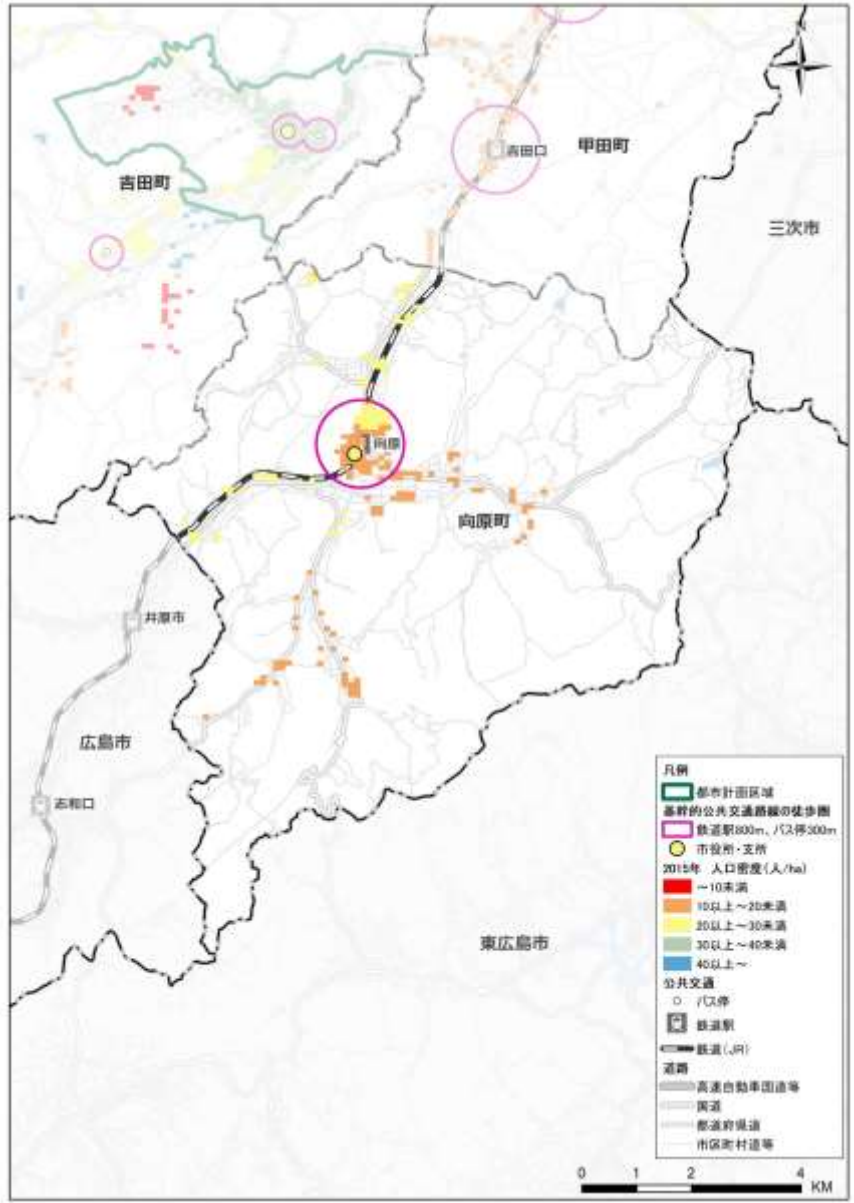 吉田口
甲田町
吉田町
三次市
向原
向原町
井原市
広島市
志和口
東広島市
凡例
都市計画区域
基幹的公共交通路線の徒歩圏
鉄道駅800m、バス停300m
市役所・支所
2015年 人口密度(人/ha)
～10未満
10以上～20未満
20以上～30未満
30以上～40未満
40以上～
公共交通
バス停
鉄道駅
鉄道(JR)
道路
高速自動車国道等
国道
都道府県道
市区町村道等
0 1 2 4
KM